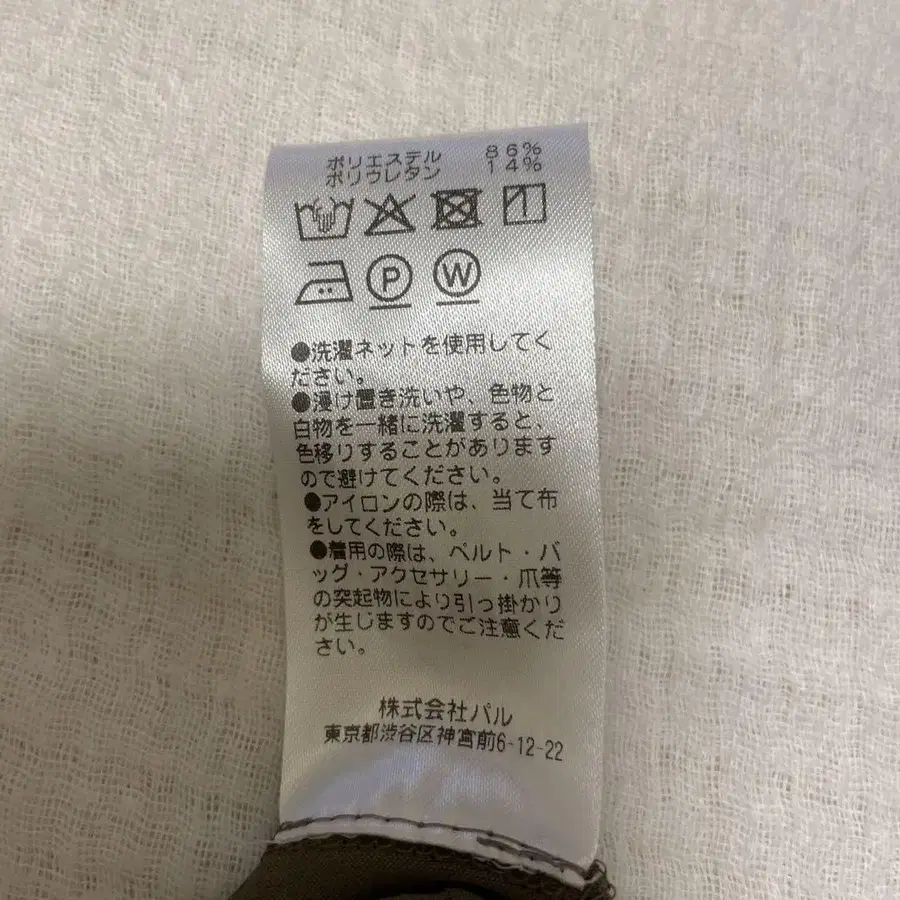 ポリエステル 86%
ポリウレタン 14%
P W
●洗濯ネットを使用してく
ださい。
●浸け置き洗いや、色物と
白物を一緒に洗濯すると、
色移りすることがあります
ので避けてください。
●アイロンの際は、当て布
をしてください。
●着用の際は、ベルト・バ
ッグ・アクセサリー・爪等
の突起物により引っ掛かり
が生じますのでご注意くだ
さい。
株式会社パル
東京都渋谷区神宮前6-12-22